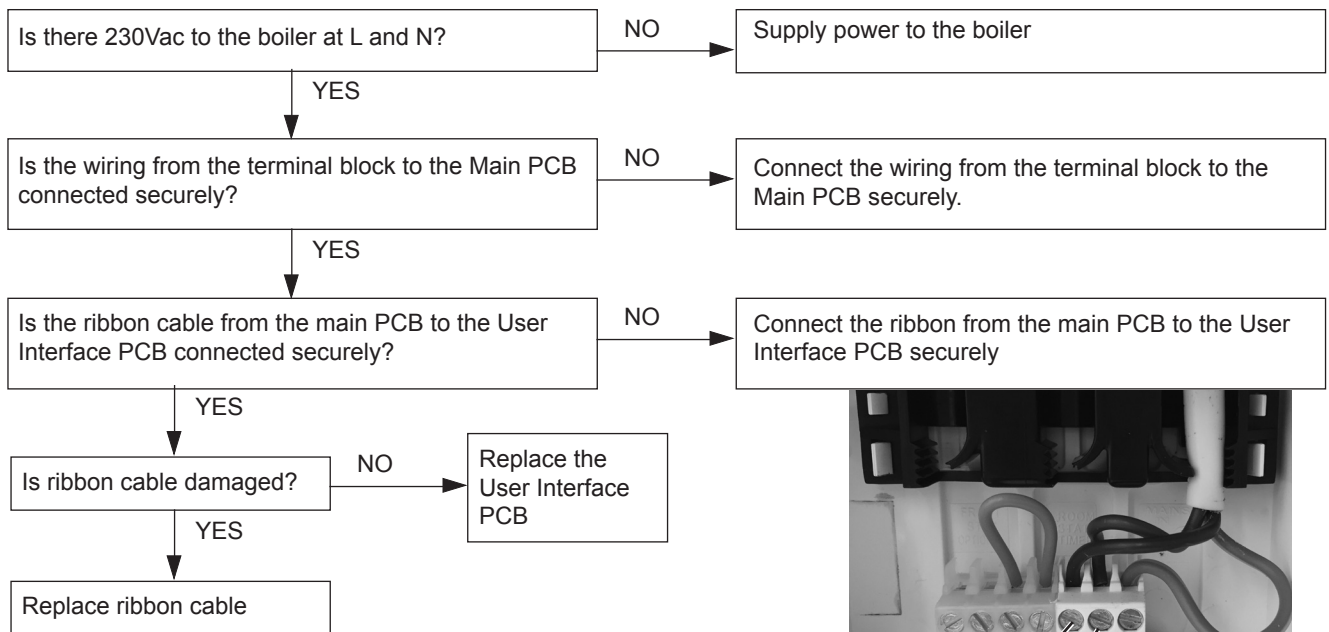 Is there 230Vac to the boiler at L and N?
NO
Supply power to the boiler
YES
Is the wiring from the terminal block to the Main PCB
connected securely?
NO
Connect the wiring from the terminal block to the
Main PCB securely.
YES
Is the ribbon cable from the main PCB to the User
Interface PCB connected securely?
NO
Connect the ribbon from the main PCB to the User
Interface PCB securely
YES
Is ribbon cable damaged?
NO
Replace the
User Interface
PCB
YES
Replace ribbon cable